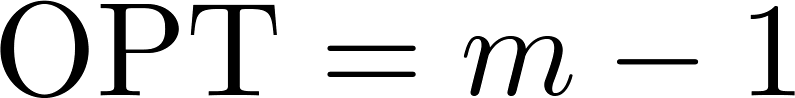 OPT = m − 1